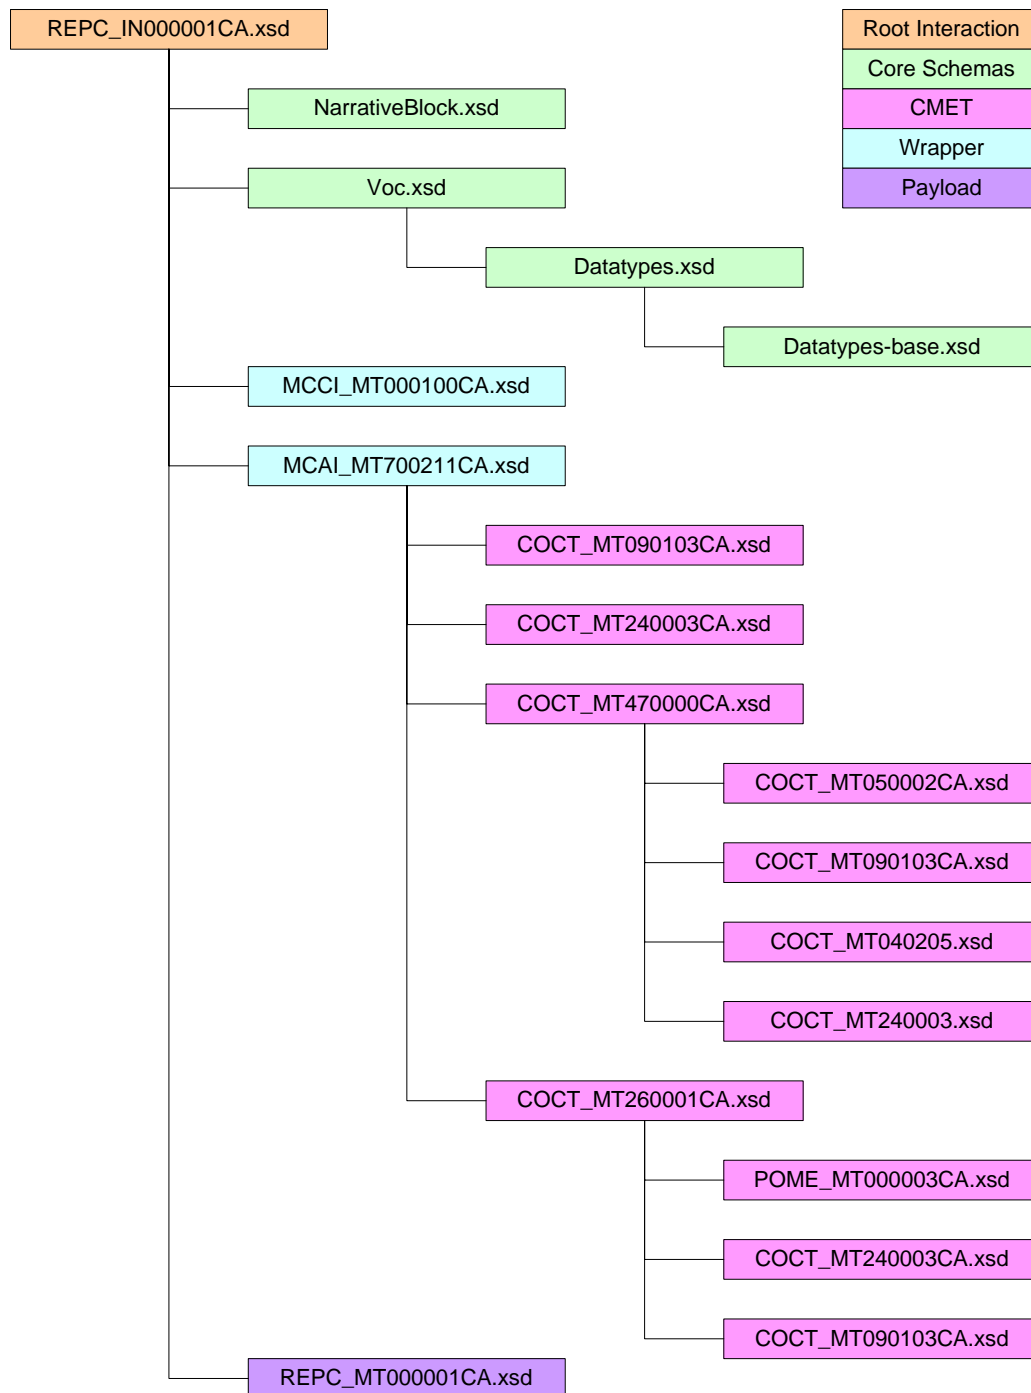 REPC_IN000001CA.xsd
Root Interaction
Core Schemas
CMET
Wrapper
Payload
NarrativeBlock.xsd
Voc.xsd
Datatypes.xsd
Datatypes-base.xsd
MCCI_MT000100CA.xsd
MCAI_MT700211CA.xsd
COCT_MT090103CA.xsd
COCT_MT240003CA.xsd
COCT_MT470000CA.xsd
COCT_MT050002CA.xsd
COCT_MT090103CA.xsd
COCT_MT040205.xsd
COCT_MT240003.xsd
COCT_MT260001CA.xsd
POME_MT000003CA.xsd
COCT_MT240003CA.xsd
COCT_MT090103CA.xsd
REPC_MT000001CA.xsd